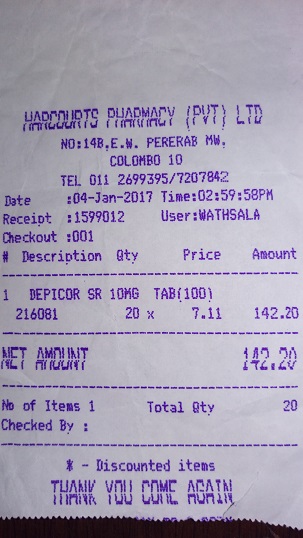 HARCOURTS PHARMACY (PVT) LTD
NO:14B.E.W. PERERAB MW.
COLOMBO 10
TEL 011 2699395/7207842
Date :04-Jan-2017 Time:02:59:58PM
Receipt :1599012 User:WATHSALA
Checkout :001
# Description Qty Price Amount
1 DEPICOR SR 10MG TAB(100)
216081 20 x 7.11 142.20
NET AMOUNT 142.20
No of Items 1 Total Qty 20
Checked By :
* - Discounted items
THANK YOU COME AGAIN